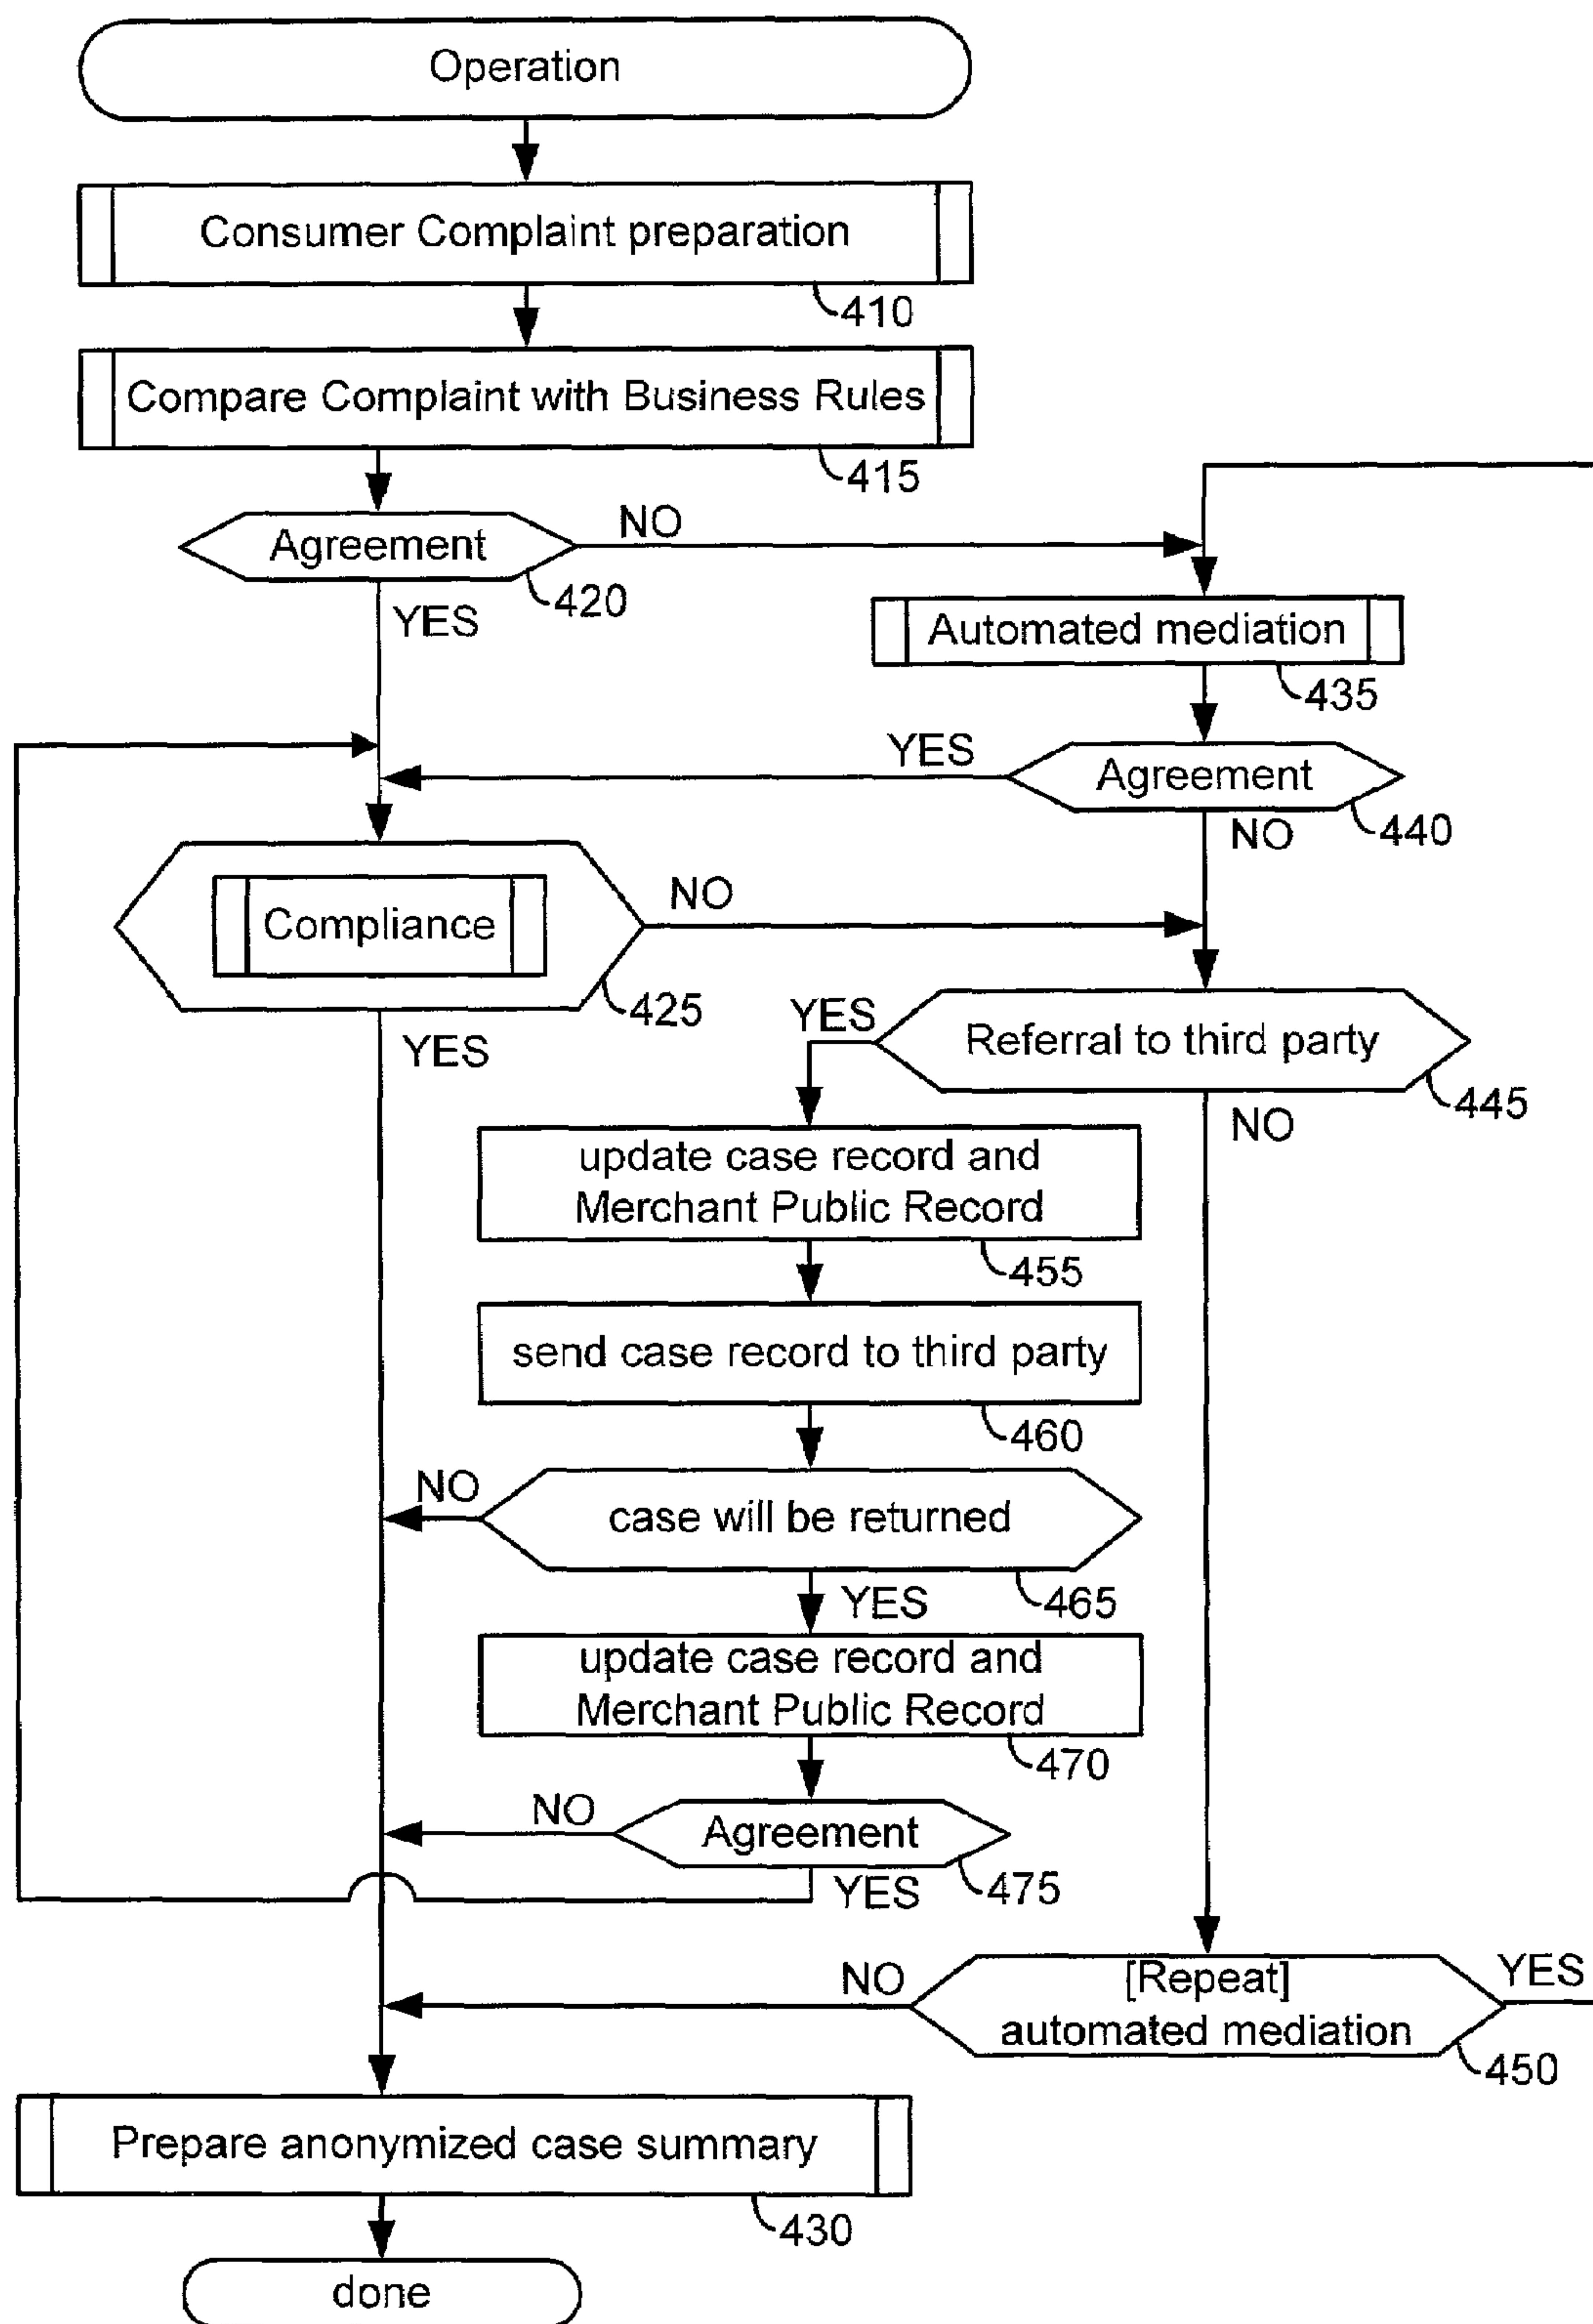 Operation
Consumer Complaint preparation
410
Compare Complaint with Business Rules
415
Agreement
NO
420
YES
Automated mediation
435
YES
Agreement
440
NO
Compliance
NO
425
YES
YES
Referral to third party
445
NO
update case record and
Merchant Public Record
455
send case record to third party
460
NO
case will be returned
465
YES
update case record and
Merchant Public Record
470
NO
Agreement
475
YES
NO
[Repeat]
automated mediation
YES
450
Prepare anonymized case summary
430
done